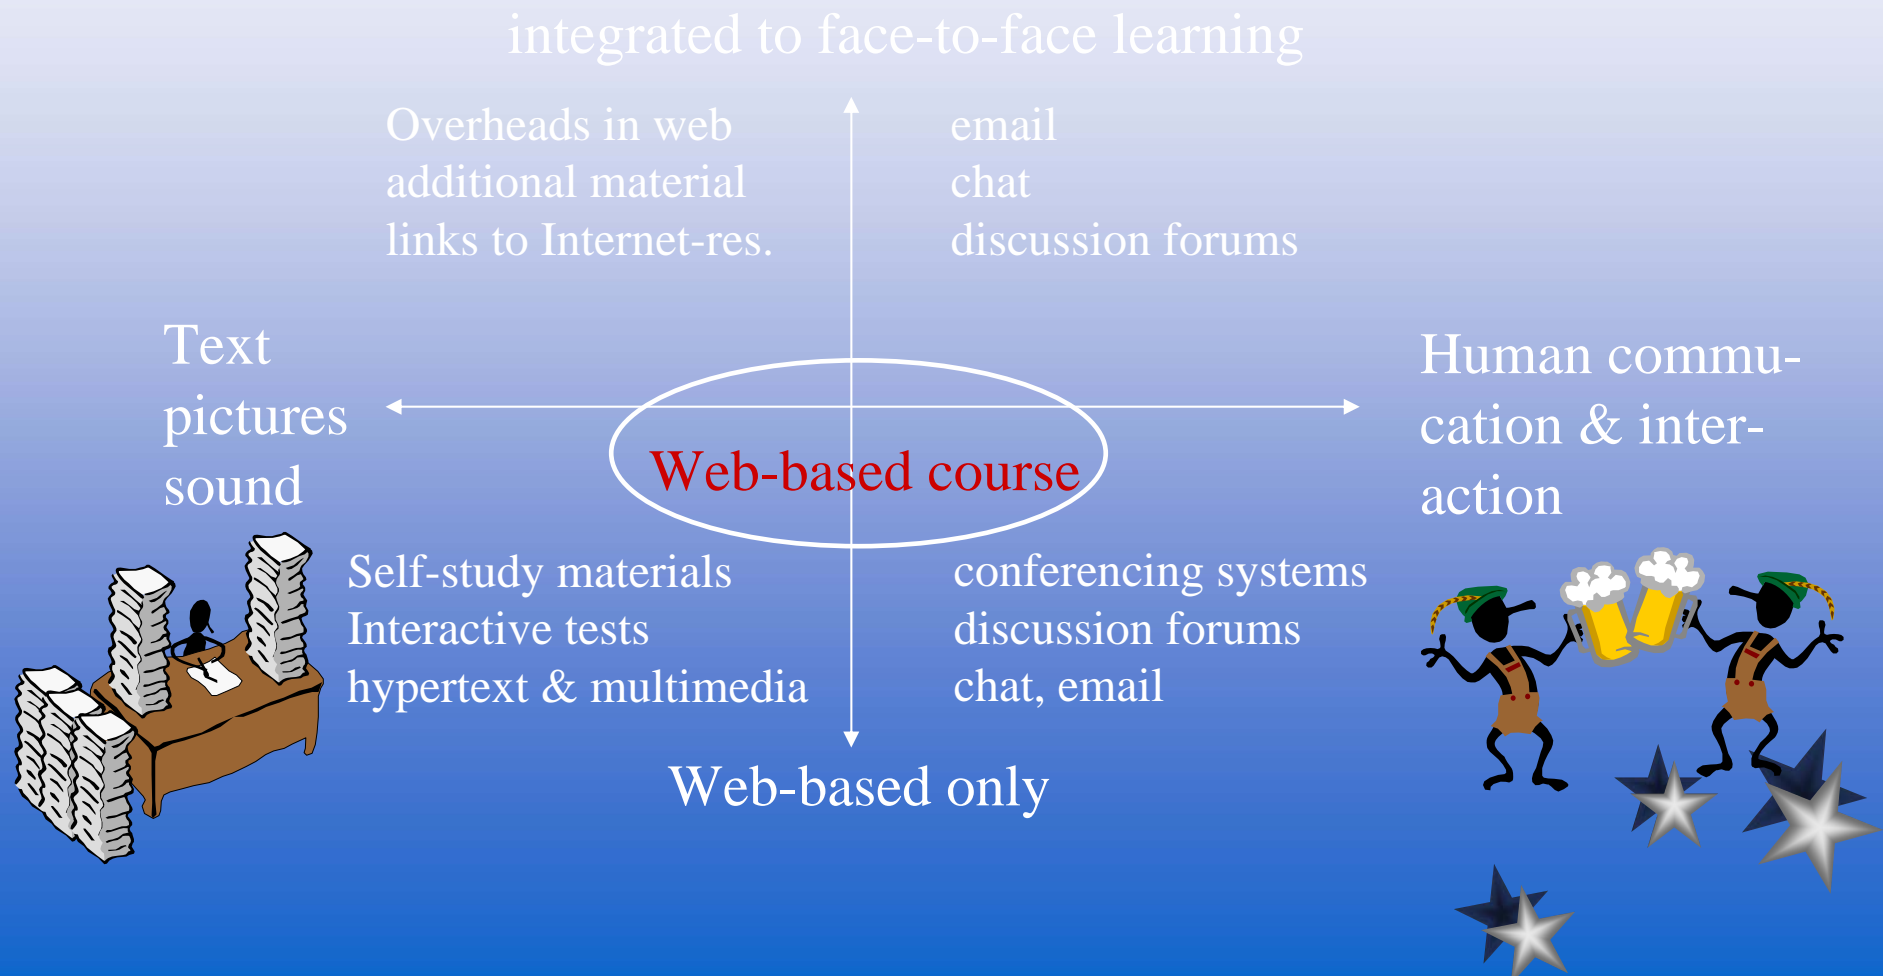 integrated to face-to-face learning
Overheads in web
additional material
links to Internet-res.
email
chat
discussion forums
Text
pictures
sound
Human commu-
cation & inter-
action
Web-based course
Self-study materials
Interactive tests
hypertext & multimedia
conferencing systems
discussion forums
chat, email
Web-based only